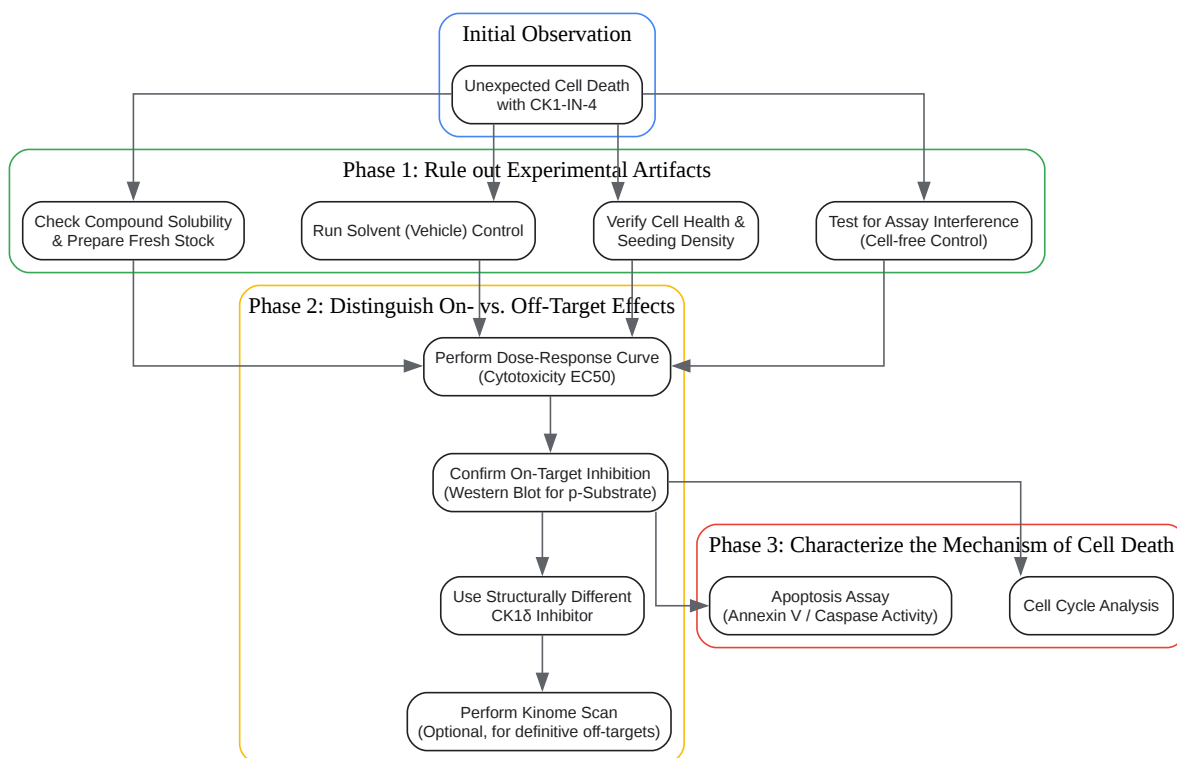 Initial Observation
Unexpected Cell Death
with CK1-IN-4
Phase 1: Rule out Experimental Artifacts
Check Compound Solubility
& Prepare Fresh Stock
Run Solvent (Vehicle) Control
Verify Cell Health &
Seeding Density
Test for Assay Interference
(Cell-free Control)
Phase 2: Distinguish On- vs. Off-Target Effects
Perform Dose-Response Curve
(Cytotoxicity EC50)
Confirm On-Target Inhibition
(Western Blot for p-Substrate)
Phase 3: Characterize the Mechanism of Cell Death
Use Structurally Different
CK1δ Inhibitor
Apoptosis Assay
(Annexin V / Caspase Activity)
Cell Cycle Analysis
Perform Kinome Scan
(Optional, for definitive off-targets)